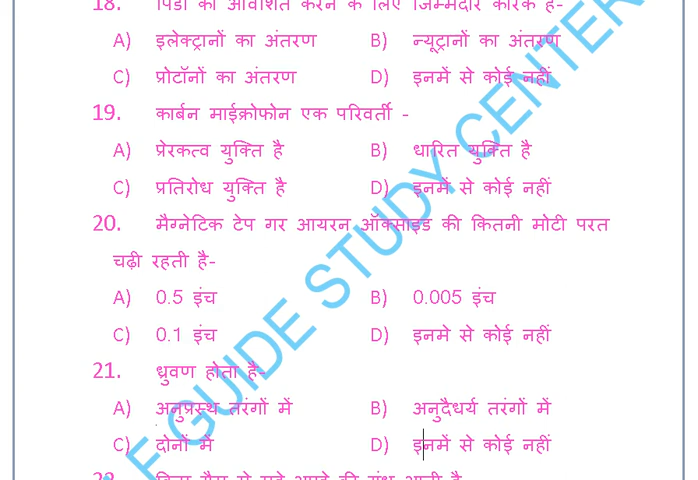 18. पिंडों को आवेशित करने के लिए जिम्मेदार कारक है-
A) इलेक्ट्रानों का अंतरण B) न्यूट्रानों का अंतरण
C) प्रोटॉनों का अंतरण D) इनमें से कोई नहीं
19. कार्बन माईक्रोफोन एक परिवर्ती -
A) प्रेरकत्व युक्ति है B) धारित युक्ति है
C) प्रतिरोध युक्ति है D) इनमें से कोई नहीं
20. मैग्नेटिक टेप गर आयरन ऑक्साइड की कितनी मोटी परत
चढ़ी रहती है-
A) 0.5 इंच B) 0.005 इंच
C) 0.1 इंच D) इनमे से कोई नहीं
21. ध्रुवण होता है-
A) अनुप्रस्थ तरंगों में B) अनुदैधर्य तरंगों में
C) दोनों में D) इनमें से कोई नहीं
GUIDE STUDY CENTER